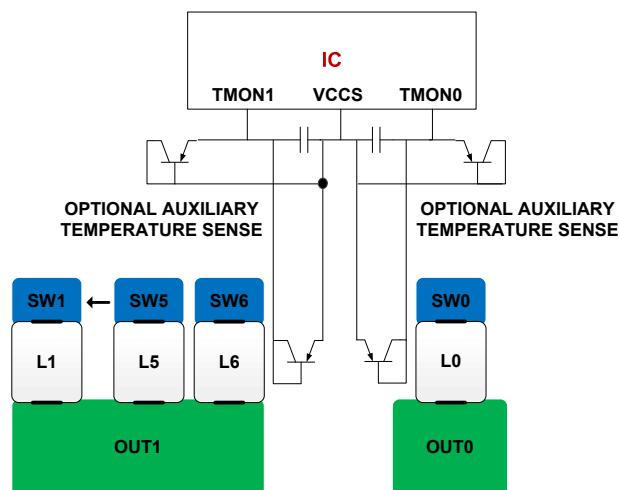 IC
TMON1 VCCS TMON0
OPTIONAL AUXILIARY
TEMPERATURE SENSE
OPTIONAL AUXILIARY
TEMPERATURE SENSE
SW1 SW5 SW6 SW0
L1 L5 L6 L0
OUT1 OUT0